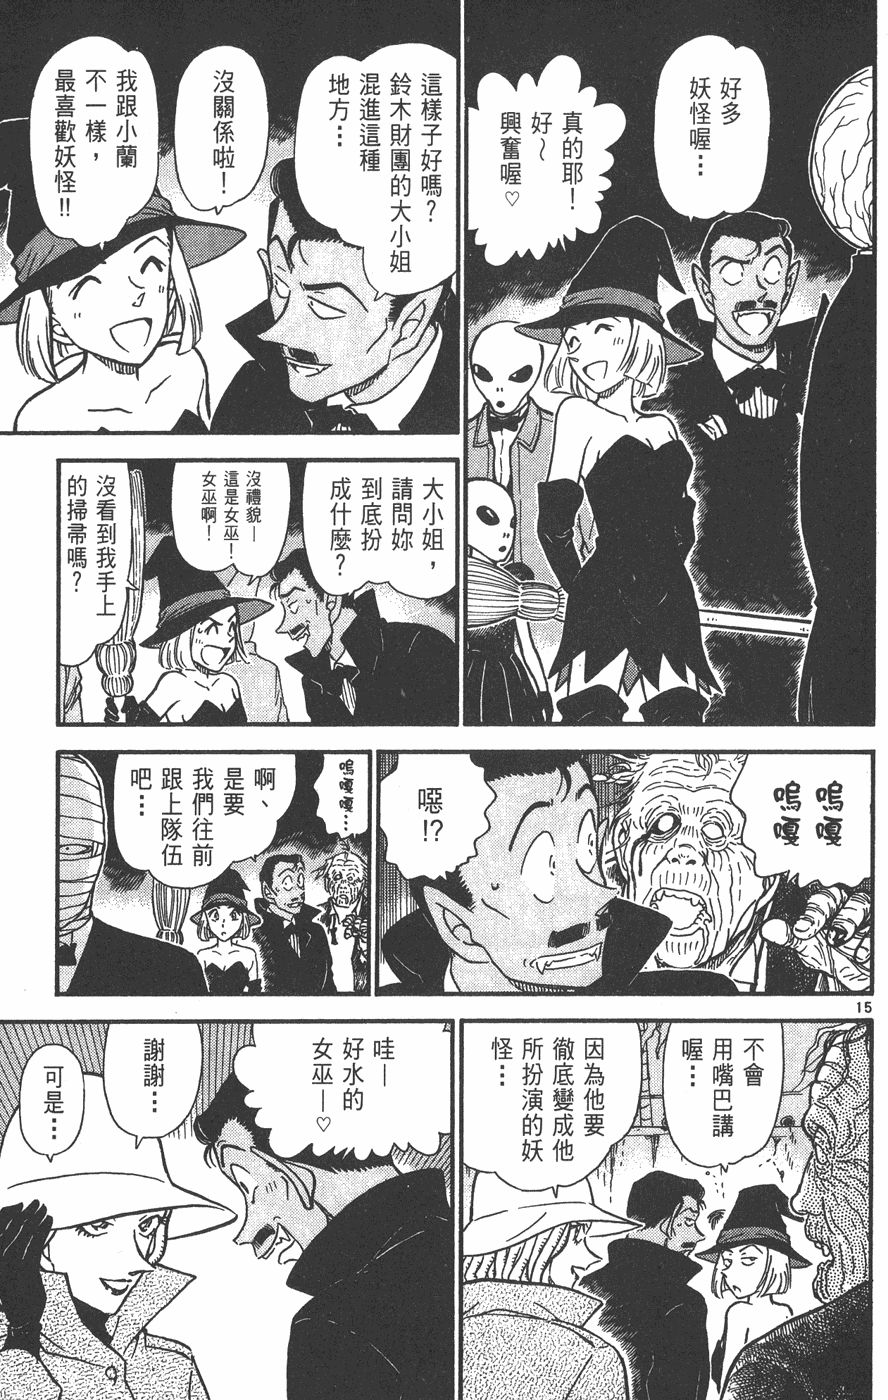 好多
妖怪喔…
真的耶！
好～
興奮喔♡
這樣子好嗎？
鈴木財團的大小姐
混進這種
地方…
沒關係啦！
我跟小蘭
不一樣，
最喜歡妖怪!!
大小姐，
請問妳
到底扮
成什麼？
沒禮貌─
這是女巫！
女巫啊！
沒看到我手上
的掃帚嗎？
嗚嘎
嗚嘎
噁!?
嗚嘎嘎…
啊、
是要
我們往前
跟上隊伍
吧…
15
不會
用嘴巴講
喔…
因為他要
徹底變成他
所扮演的妖
怪…
哇─
好水的
女巫─♡
謝謝…
可是…